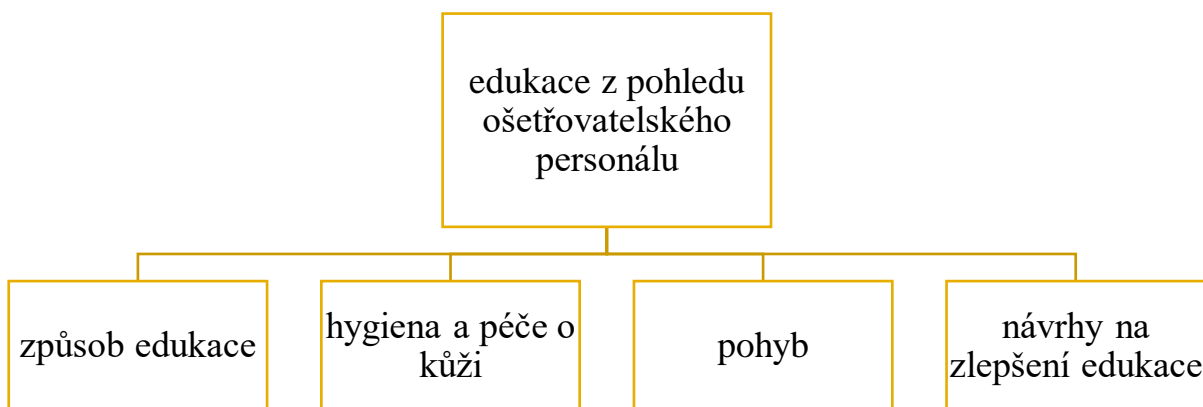 edukace z pohledu
ošetřovatelského
personálu
způsob edukace
hygiena a péče o
kůži
pohyb
návrhy na
zlepšení edukace